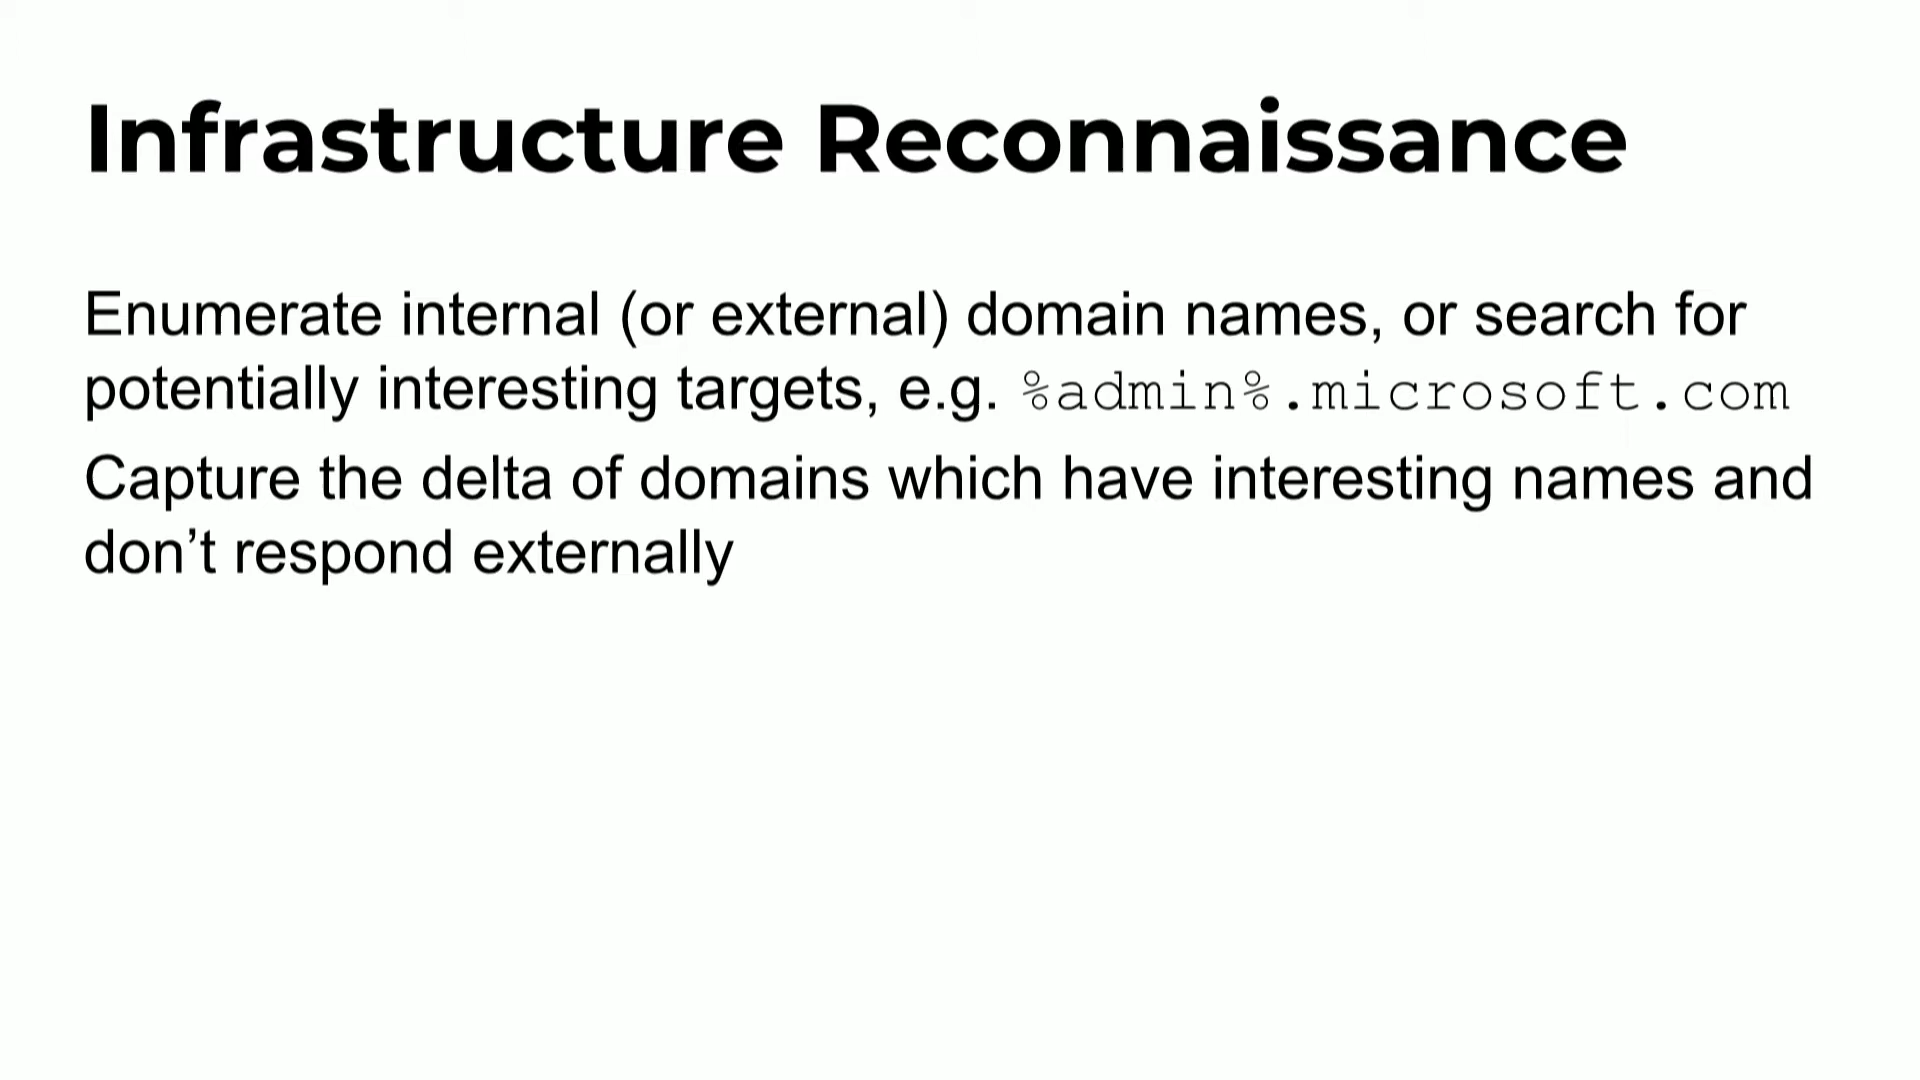 Infrastructure Reconnaissance
Enumerate internal (or external) domain names, or search for
potentially interesting targets, e.g. %admin%.microsoft.com
Capture the delta of domains which have interesting names and
don’t respond externally